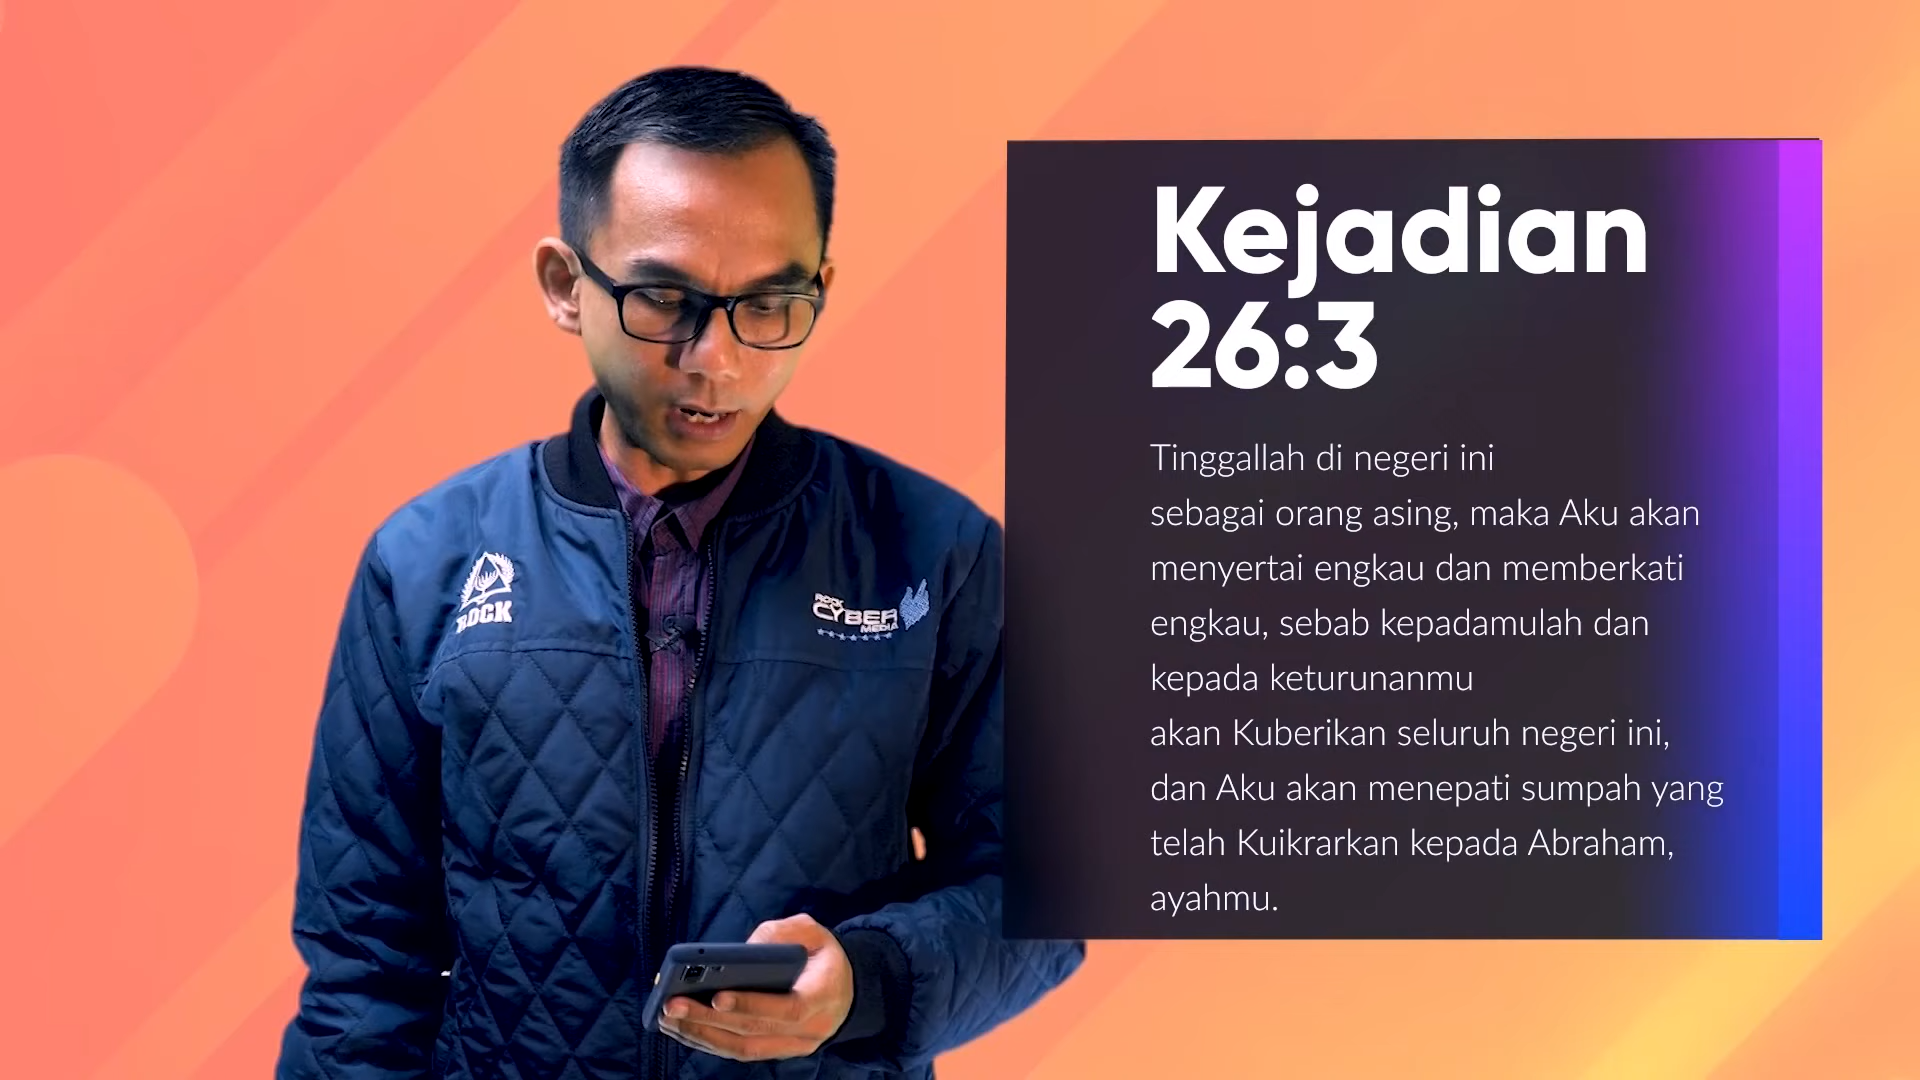 Kejadian
26:3
Tinggallah di negeri ini
sebagai orang asing, maka Aku akan
menyertai engkau dan memberkati
engkau, sebab kepadamulah dan
kepada keturunanmu
akan Kuberikan seluruh negeri ini,
dan Aku akan menepati sumpah yang
telah Kuikrarkan kepada Abraham,
ayahmu.
ROCK
ROCK
CYBER
MEDIA